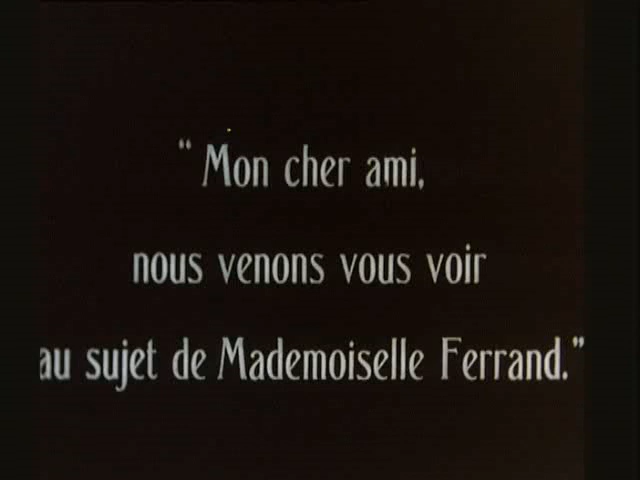 “Mon cher ami,
nous venons vous voir
au sujet de Mademoiselle Ferrand.”